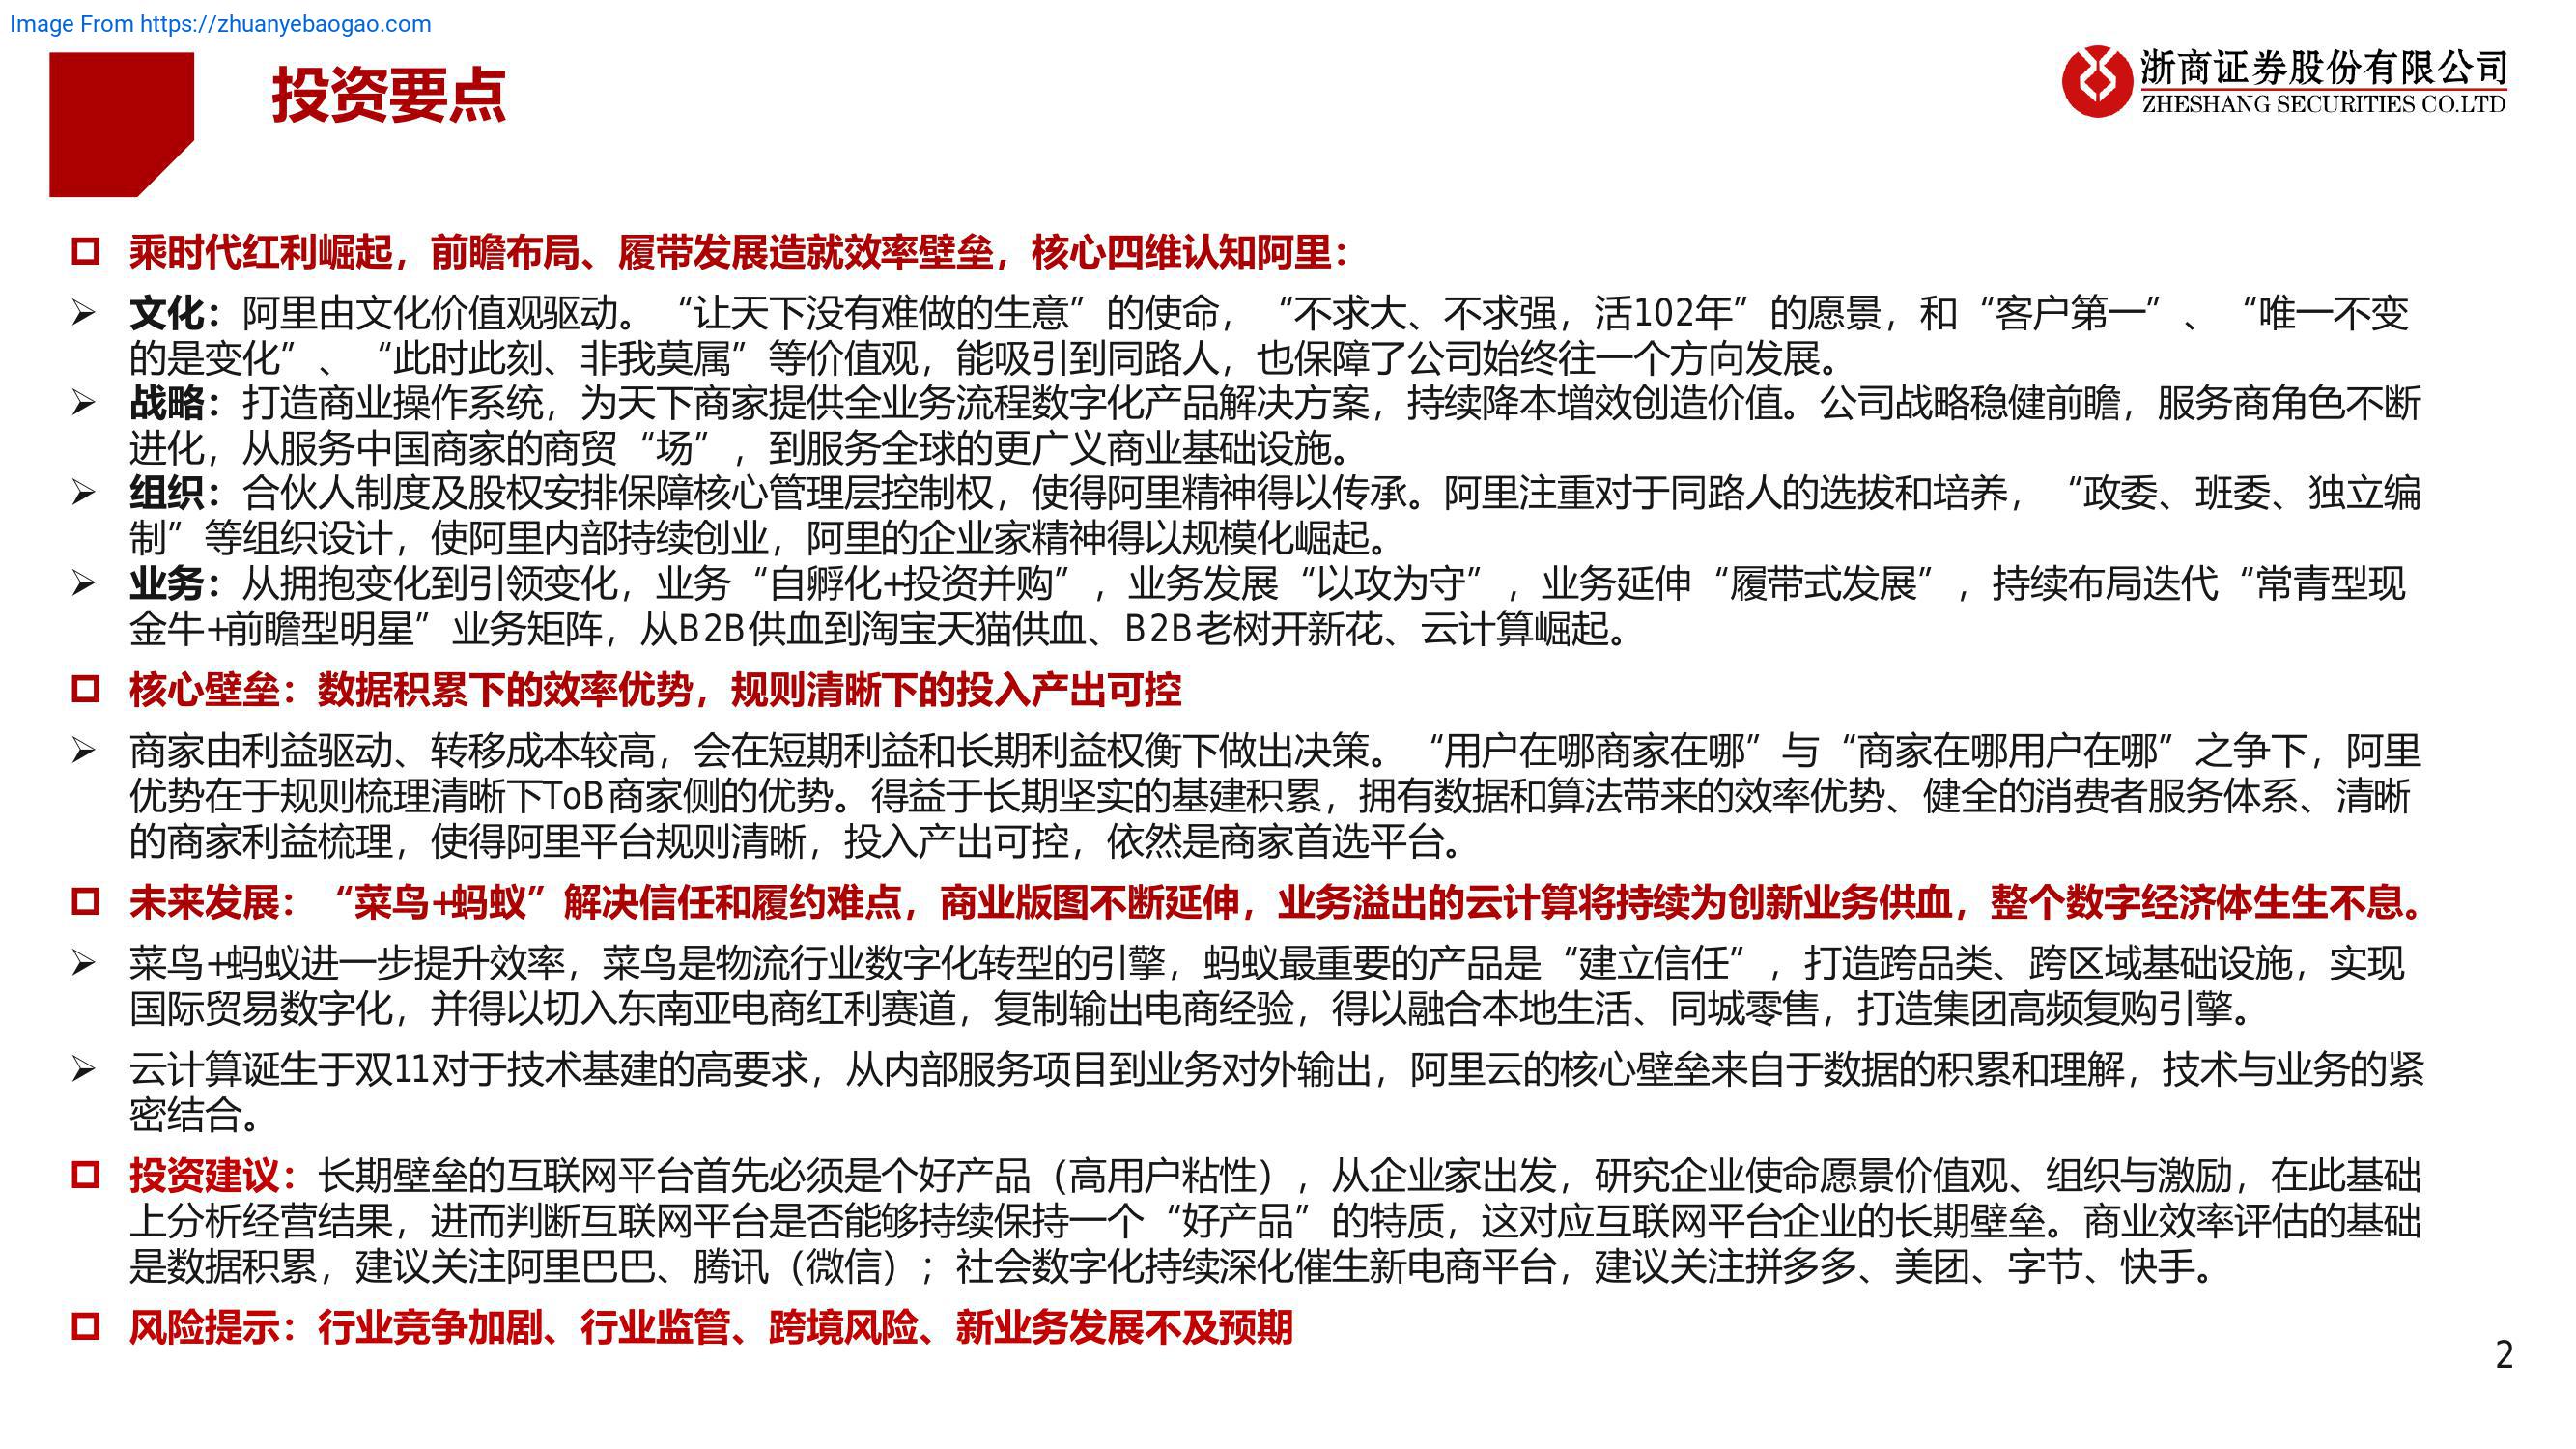 Image From https://zhuanyebaogao.com
投资要点
浙商证券股份有限公司
ZHESHANG SECURITIES CO.LTD
乘时代红利崛起，前瞻布局、履带发展造就效率壁垒，核心四维认知阿里：
文化：阿里由文化价值观驱动。“让天下没有难做的生意”的使命，“不求大、不求强，活102年”的愿景，和“客户第一”、“唯一不变
的是变化”、“此时此刻、非我莫属”等价值观，能吸引到同路人，也保障了公司始终往一个方向发展。
战略：打造商业操作系统，为天下商家提供全业务流程数字化产品解决方案，持续降本增效创造价值。公司战略稳健前瞻，服务商角色不断
进化，从服务中国商家的商贸“场”，到服务全球的更广义商业基础设施。
组织：合伙人制度及股权安排保障核心管理层控制权，使得阿里精神得以传承。阿里注重对于同路人的选拔和培养，“政委、班委、独立编
制”等组织设计，使阿里内部持续创业，阿里的企业家精神得以规模化崛起。
业务：从拥抱变化到引领变化，业务“自孵化+投资并购”，业务发展“以攻为守”，业务延伸“履带式发展”，持续布局迭代“常青型现
金牛+前瞻型明星”业务矩阵，从B2B供血到淘宝天猫供血、B2B老树开新花、云计算崛起。
核心壁垒：数据积累下的效率优势，规则清晰下的投入产出可控
商家由利益驱动、转移成本较高，会在短期利益和长期利益权衡下做出决策。“用户在哪商家在哪”与“商家在哪用户在哪”之争下，阿里
优势在于规则梳理清晰下ToB商家侧的优势。得益于长期坚实的基建积累，拥有数据和算法带来的效率优势、健全的消费者服务体系、清晰
的商家利益梳理，使得阿里平台规则清晰，投入产出可控，依然是商家首选平台。
未来发展：“菜鸟+蚂蚁”解决信任和履约难点，商业版图不断延伸，业务溢出的云计算将持续为创新业务供血，整个数字经济体生生不息。
菜鸟+蚂蚁进一步提升效率，菜鸟是物流行业数字化转型的引擎，蚂蚁最重要的产品是“建立信任”，打造跨品类、跨区域基础设施，实现
国际贸易数字化，并得以切入东南亚电商红利赛道，复制输出电商经验，得以融合本地生活、同城零售，打造集团高频复购引擎。
云计算诞生于双11对于技术基建的高要求，从内部服务项目到业务对外输出，阿里云的核心壁垒来自于数据的积累和理解，技术与业务的紧
密结合。
投资建议：长期壁垒的互联网平台首先必须是个好产品（高用户粘性），从企业家出发，研究企业使命愿景价值观、组织与激励，在此基础
上分析经营结果，进而判断互联网平台是否能够持续保持一个“好产品”的特质，这对应互联网平台企业的长期壁垒。商业效率评估的基础
是数据积累，建议关注阿里巴巴、腾讯（微信）；社会数字化持续深化催生新电商平台，建议关注拼多多、美团、字节、快手。
风险提示：行业竞争加剧、行业监管、跨境风险、新业务发展不及预期
2